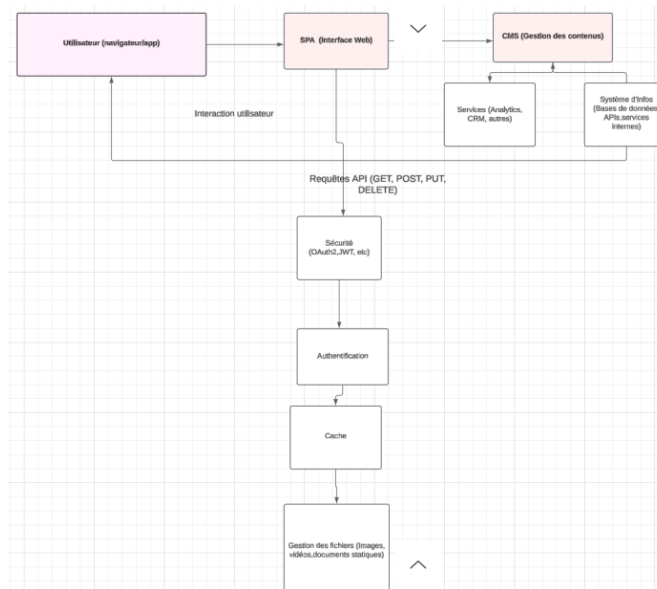 Utilisateur (navigateur/app)
SPA (Interface Web)
CMS (Gestion des contenus)
Services (Analytics,
CRM, autres)
Système d'Infos
(Bases de données
APIs,services
Internes)
Interaction utilisateur
Requêtes API (GET, POST, PUT,
DELETE)
Sécurité
(OAuth2,JWT, etc)
Authentification
Cache
Gestion des fichiers (Images,
vidéos,documents statiques)